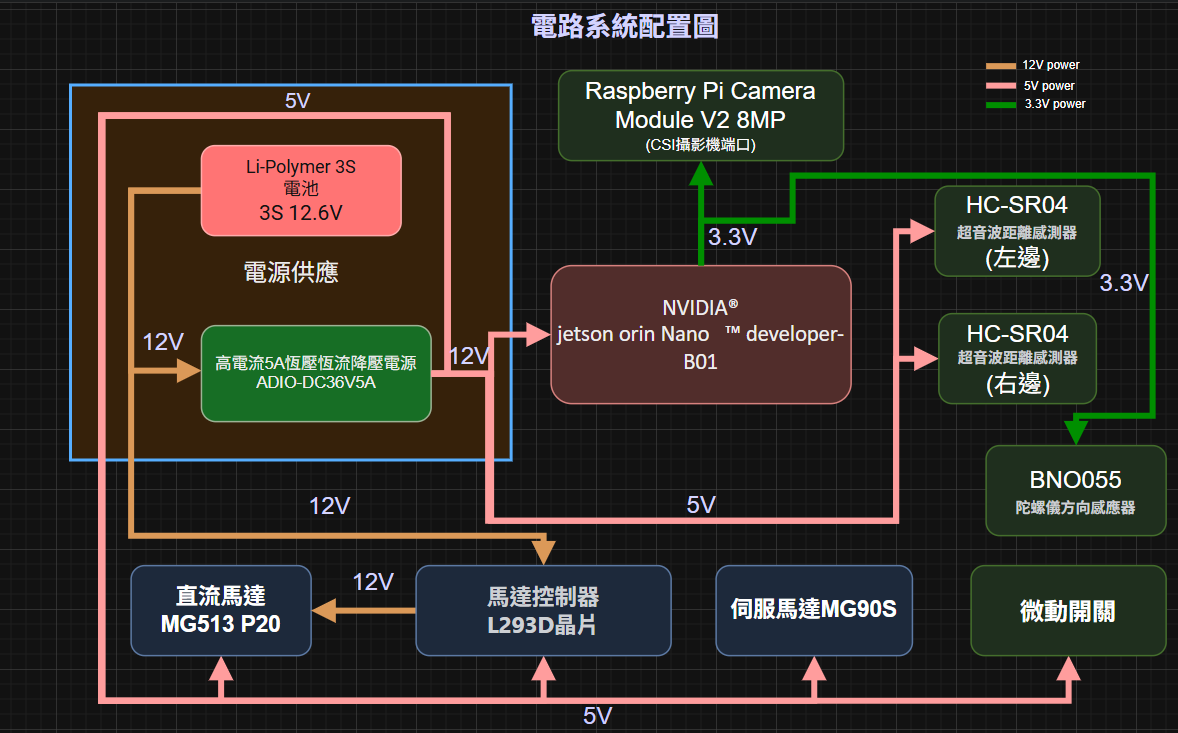 電路系統配置圖
12V power
5V power
3.3V power
5V
Raspberry Pi Camera
Module V2 8MP
(CSI攝影機端口)
Li-Polymer 3S
電池
3S 12.6V
電源供應
3.3V
HC-SR04
超音波距離感測器
(左邊)
3.3V
12V
高電流5A恆壓恆流降壓電源
ADIO-DC36V5A
12V
NVIDIA®
jetson orin Nano ™ developer-
B01
HC-SR04
超音波距離感測器
(右邊)
BNO055
陀螺儀方向感應器
12V
5V
直流馬達
MG513 P20
12V
馬達控制器
L293D晶片
伺服馬達MG90S
微動開關
5V